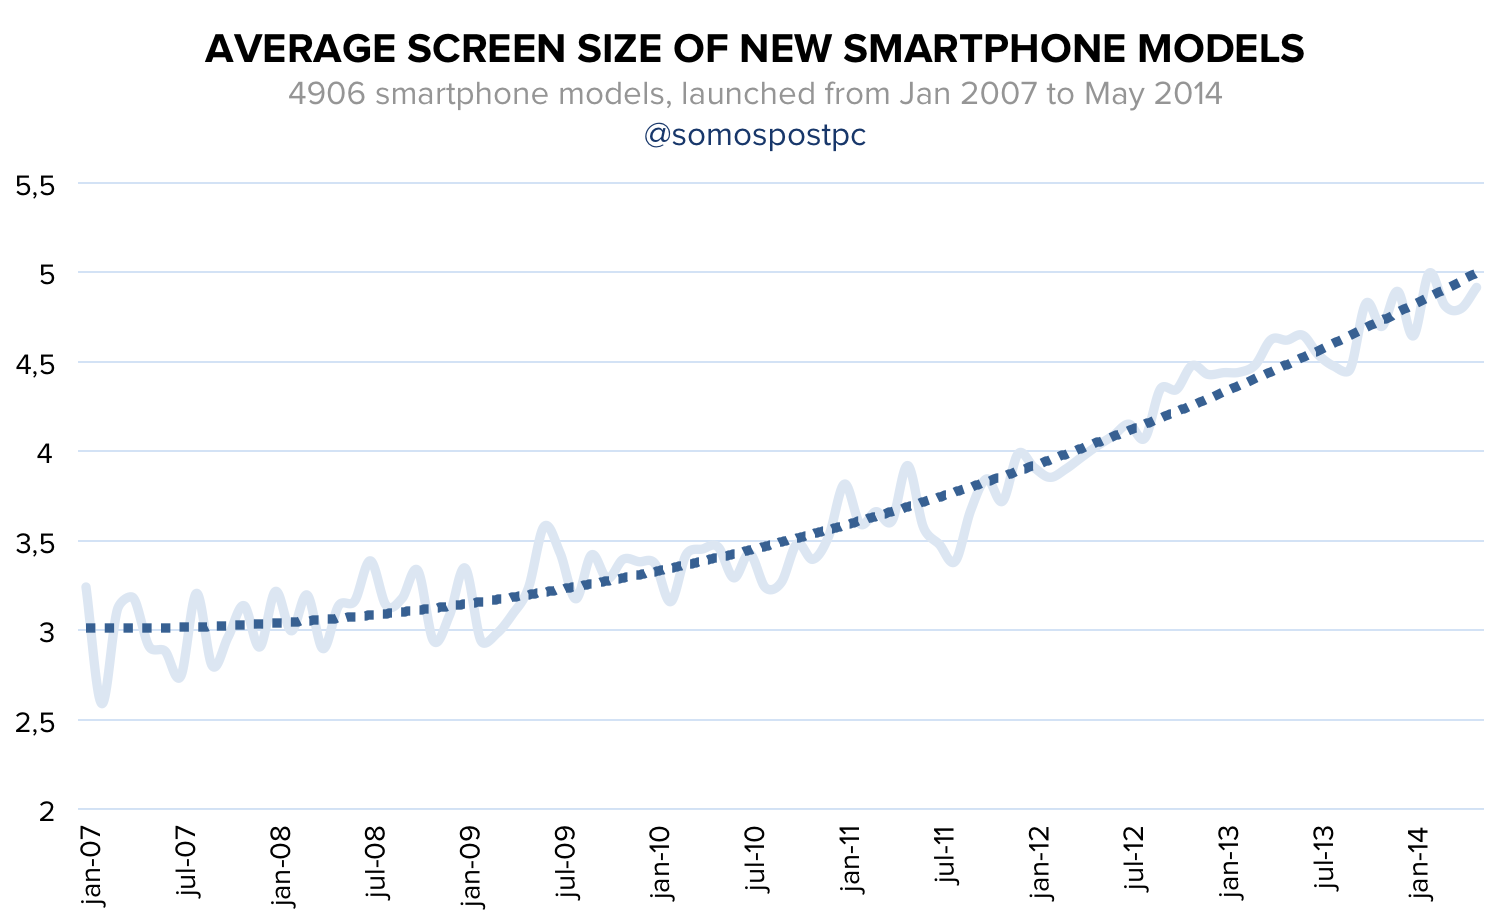 AVERAGE SCREEN SIZE OF NEW SMARTPHONE MODELS
4906 smartphone models, launched from Jan 2007 to May 2014
@somospostpc
5,5
5
4,5
4
3,5
3
2,5
2
jan-07
jul-07
jan-08
jul-08
jan-09
jul-09
jan-10
jul-10
jan-11
jul-11
jan-12
jul-12
jan-13
jul-13
jan-14